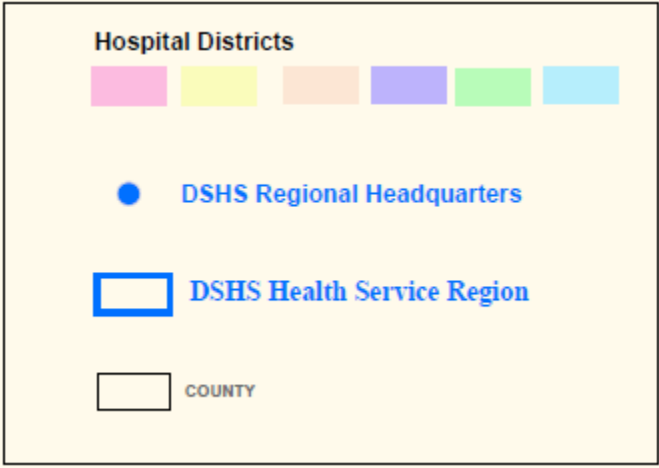 Hospital Districts
DSHS Regional Headquarters
DSHS Health Service Region
COUNTY